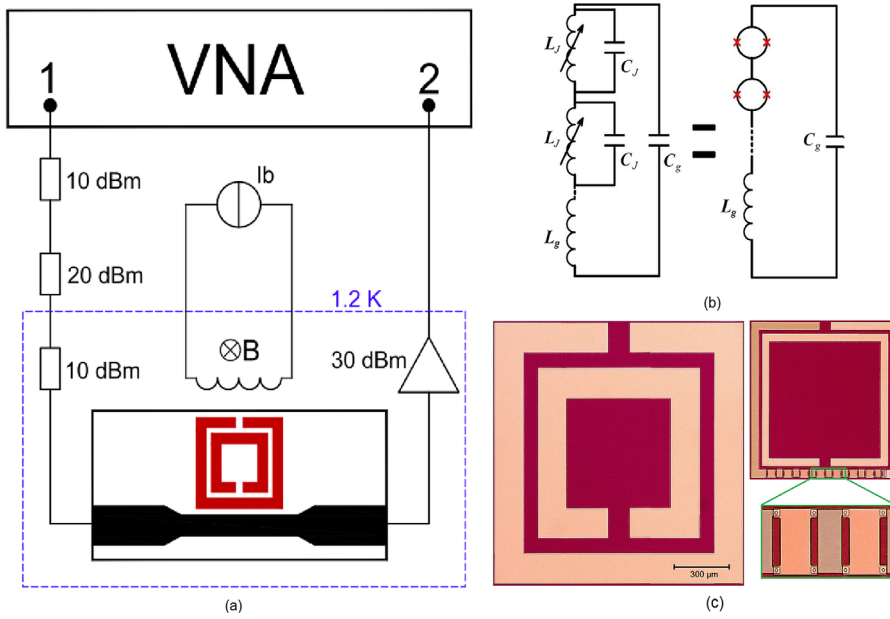 VNA
1
2
10 dBm
Ib
20 dBm
1.2 K
10 dBm
⊗B
30 dBm
(a)
L_J
C_J
L_J
C_J
C_g
L_g
=
C_g
L_g
(b)
300 μm
(c)